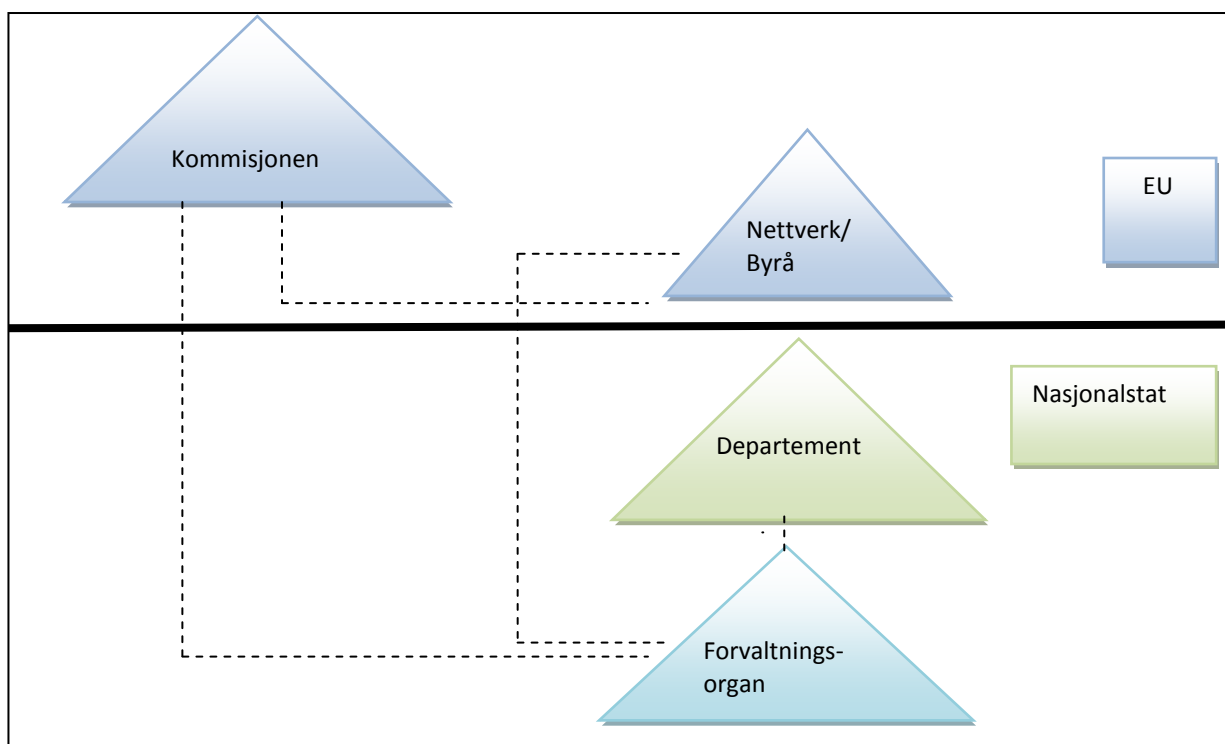 Kommisjonen
Nettverk/
Byrå
EU
Nasjonalstat
Departement
Forvaltnings-
organ